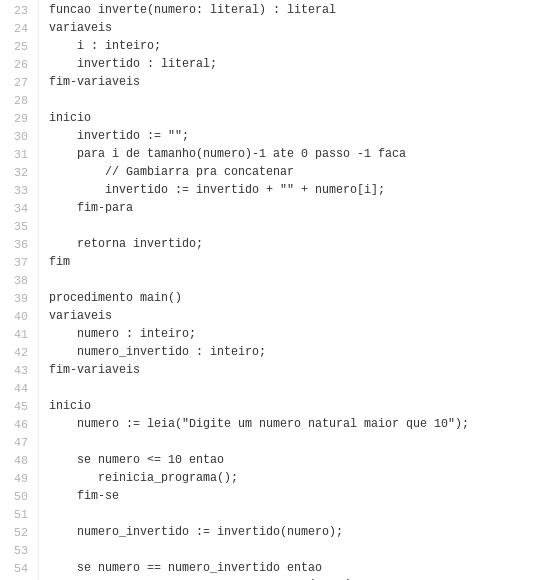 23 funcao inverte(numero: literal) : literal
24 variaveis
25     i : inteiro;
26     invertido : literal;
27 fim-variaveis
28
29 inicio
30     invertido := "";
31     para i de tamanho(numero)-1 ate 0 passo -1 faca
32         // Gambiarra pra concatenar
33         invertido := invertido + "" + numero[i];
34     fim-para
35
36     retorna invertido;
37 fim
38
39 procedimento main()
40 variaveis
41     numero : inteiro;
42     numero_invertido : inteiro;
43 fim-variaveis
44
45 inicio
46     numero := leia("Digite um numero natural maior que 10");
47
48     se numero <= 10 entao
49        reinicia_programa();
50     fim-se
51
52     numero_invertido := invertido(numero);
53
54     se numero == numero_invertido entao